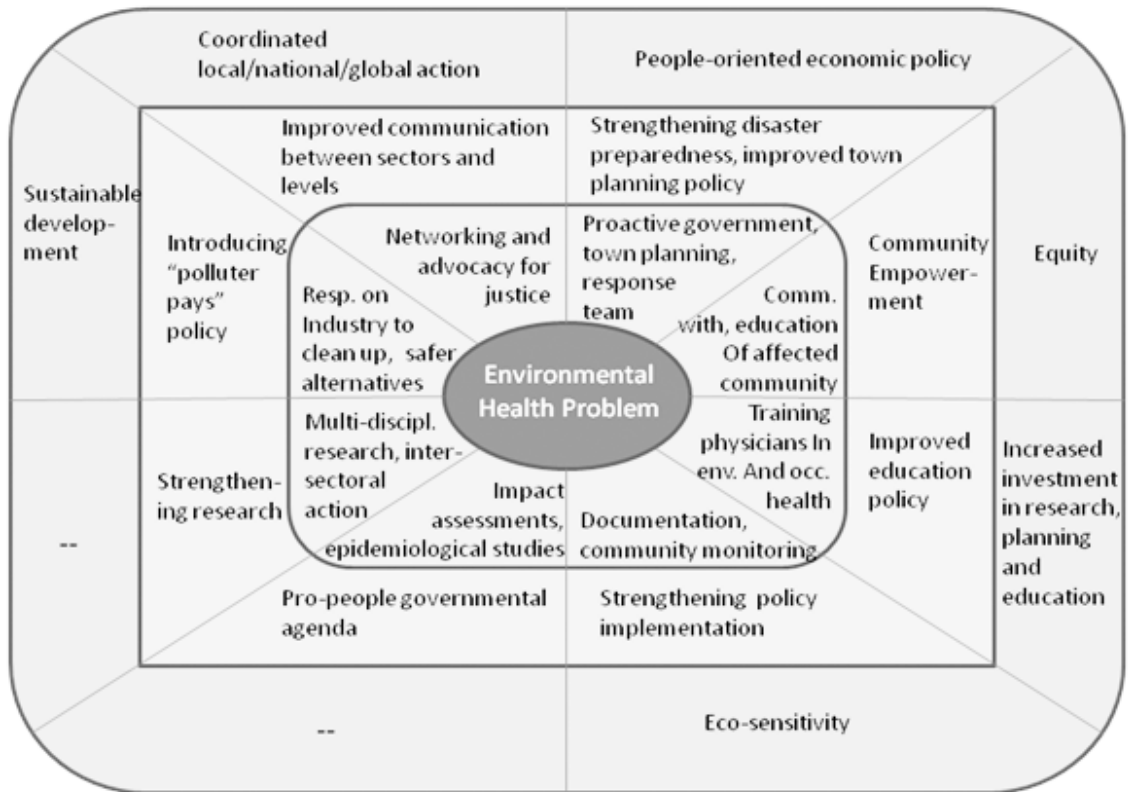 Coordinated
local/national/global action
People-oriented economic policy
Improved communication
between sectors and
levels
Strengthening disaster
preparedness, improved town
planning policy
Sustainable
develop-
ment
Introducing
"polluter
pays"
policy
Networking and
advocacy for
justice
Proactive government,
town planning,
response
team
Community
Empower-
ment
Equity
Resp. on
Industry to
clean up, safer
alternatives
Comm.
with, education
Of affected
community
Environmental
Health Problem
Multi-discipl.
research, inter-
sectoral
action
Training
physicians In
env. And occ.
health
Strengthen-
ing research
Improved
education
policy
Increased
investment
in research,
planning
and
education
--
Impact
assessments,
epidemiological studies
Documentation,
community monitoring
Pro-people governmental
agenda
Strengthening policy
implementation
--
Eco-sensitivity